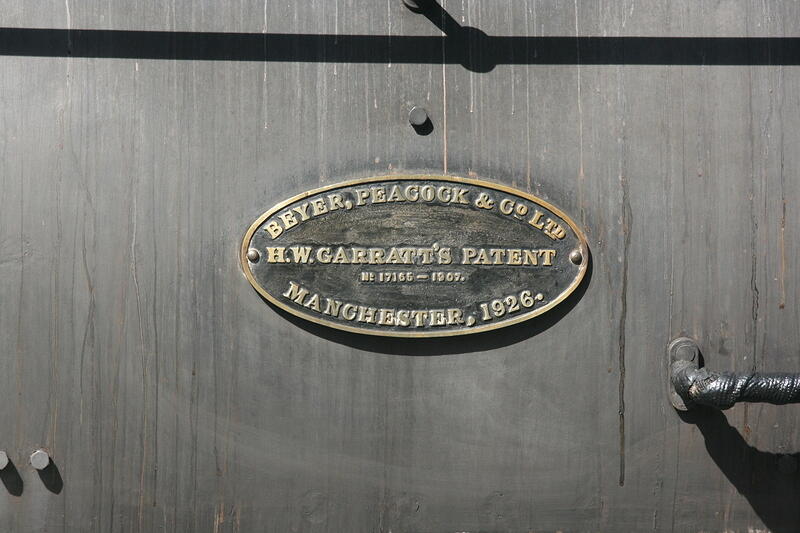 BEYER, PEACOCK & Co LTD
H.W. GARRATT'S PATENT
No 17165 — 1907.
MANCHESTER, 1926.